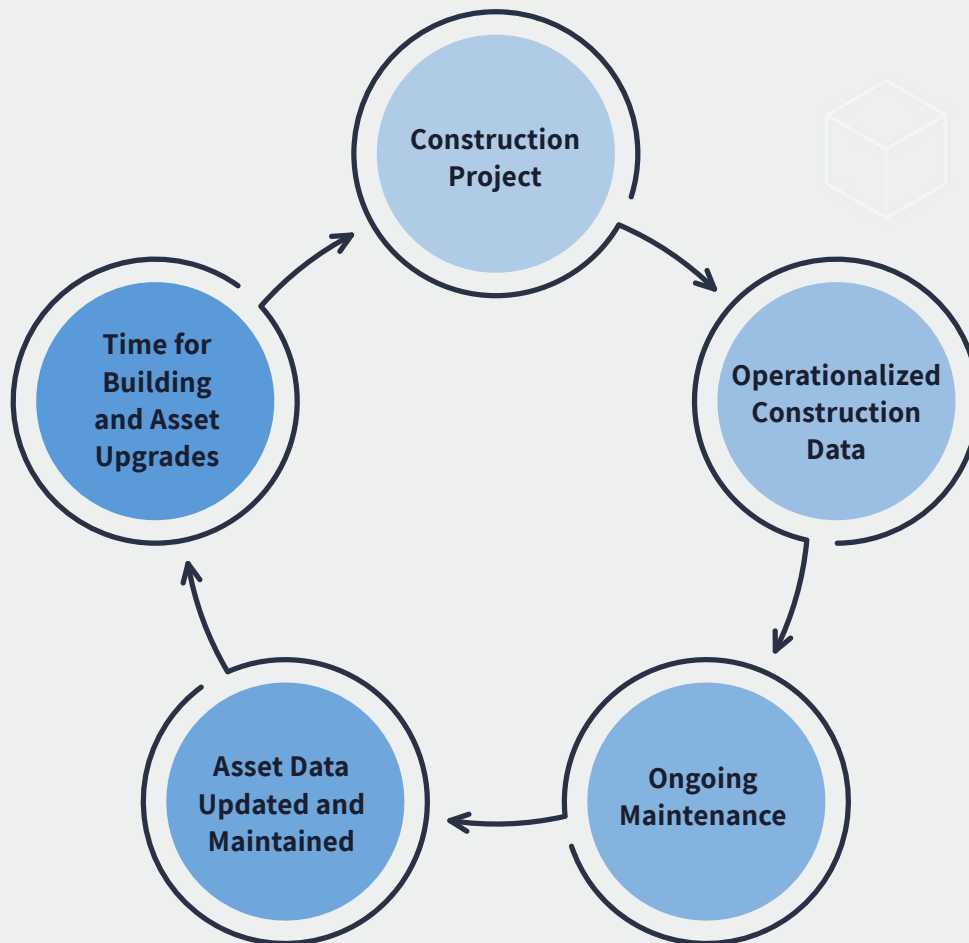 Construction
Project
Operationalized
Construction
Data
Ongoing
Maintenance
Asset Data
Updated and
Maintained
Time for
Building
and Asset
Upgrades